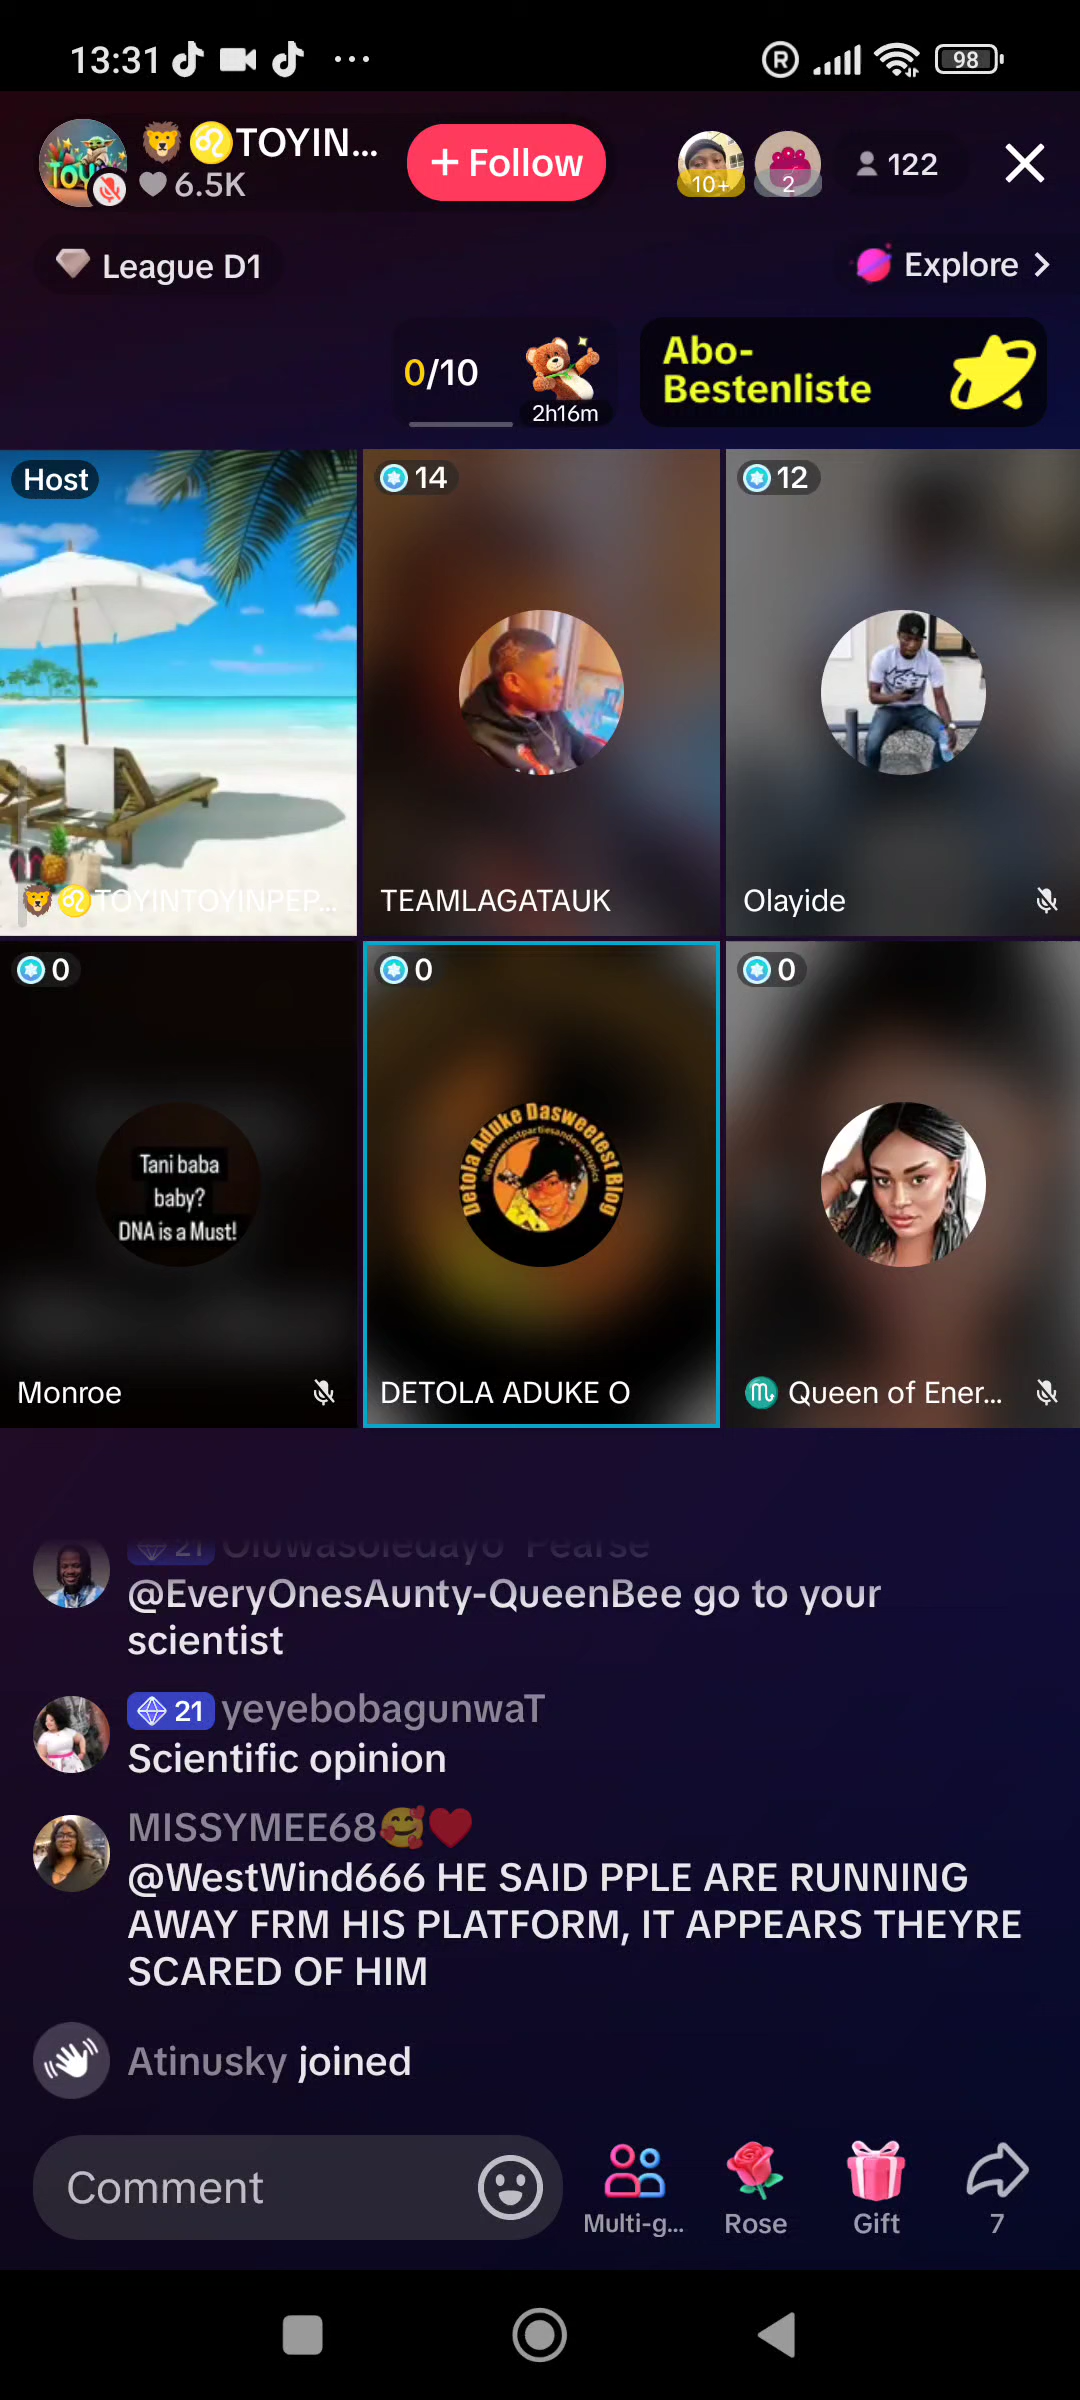 13:31
98
TOYIN...
6.5K
+ Follow
10+
2
122
League D1
Explore
0/10
2h16m
Abo-
Bestenliste
Host
14
12
TOYINTOYINPEP...
TEAMLAGATAUK
Olayide
0
0
0
Tani baba
baby?
DNA is a Must!
Detola Aduke Dasweetest Blog
@dasweetestpartiesandeventspics
Monroe
DETOLA ADUKE O
Queen of Ener...
21 Oluwasoledayo Pearse
@EveryOnesAunty-QueenBee go to your
scientist
21 yeyebobagunwaT
Scientific opinion
MISSYMEE68🥰❤️
@WestWind666 HE SAID PPLE ARE RUNNING
AWAY FRM HIS PLATFORM, IT APPEARS THEYRE
SCARED OF HIM
Atinusky joined
Comment
Multi-g...
Rose
Gift
7